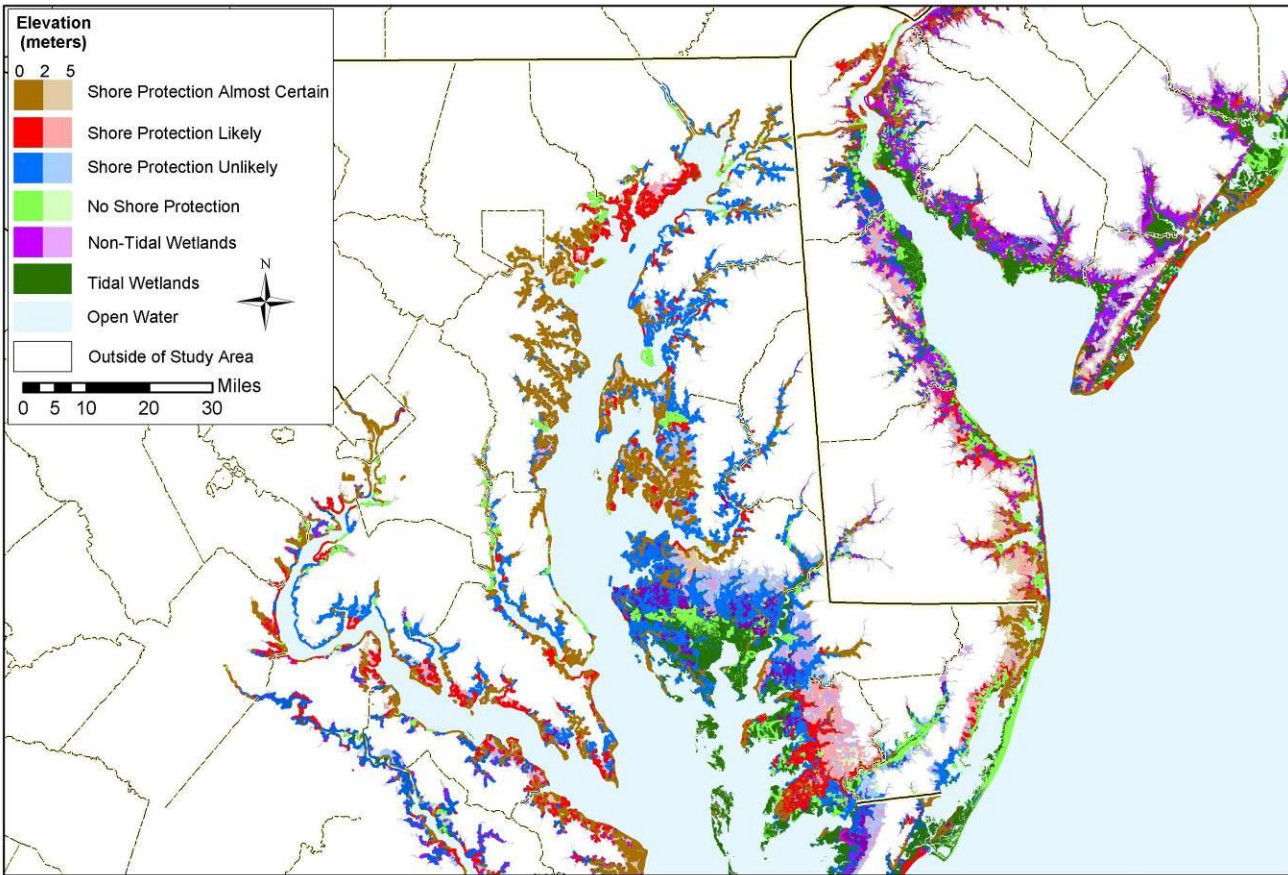 Elevation
(meters)
0 2 5
Shore Protection Almost Certain
Shore Protection Likely
Shore Protection Unlikely
No Shore Protection
Non-Tidal Wetlands
Tidal Wetlands
N
Open Water
Outside of Study Area
Miles
0 5 10 20 30